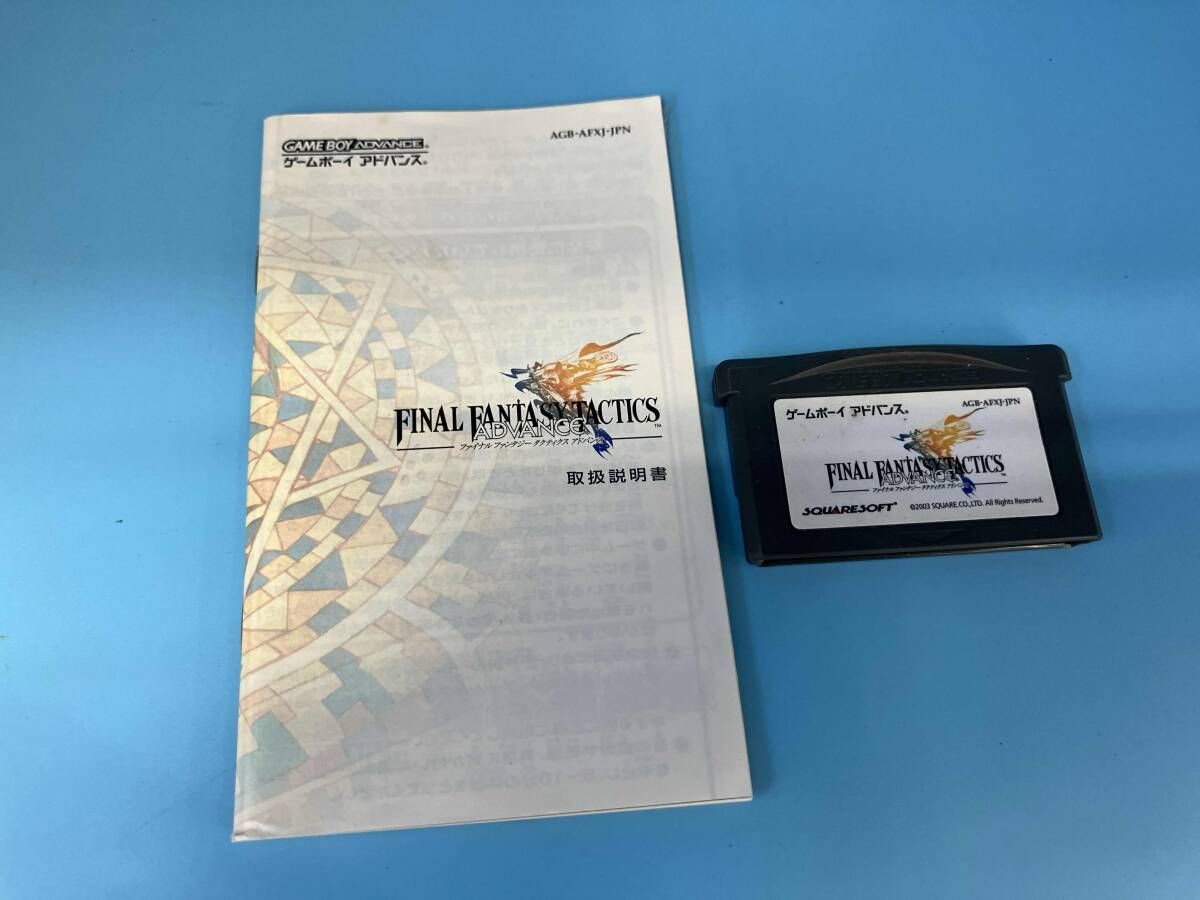 GAME BOY ADVANCE®
ゲームボーイ アドバンス®
AGB-AFXJ-JPN
FINAL FANTASY TACTICS™
ADVANCE
ファイナル ファンタジー タクティクス アドバンス
取扱説明書
ゲームボーイ アドバンス®
AGB-AFXJ-JPN
FINAL FANTASY TACTICS™
ADVANCE
ファイナル ファンタジー タクティクス アドバンス
SQUARESOFT®
©2003 SQUARE CO.,LTD. All Rights Reserved.